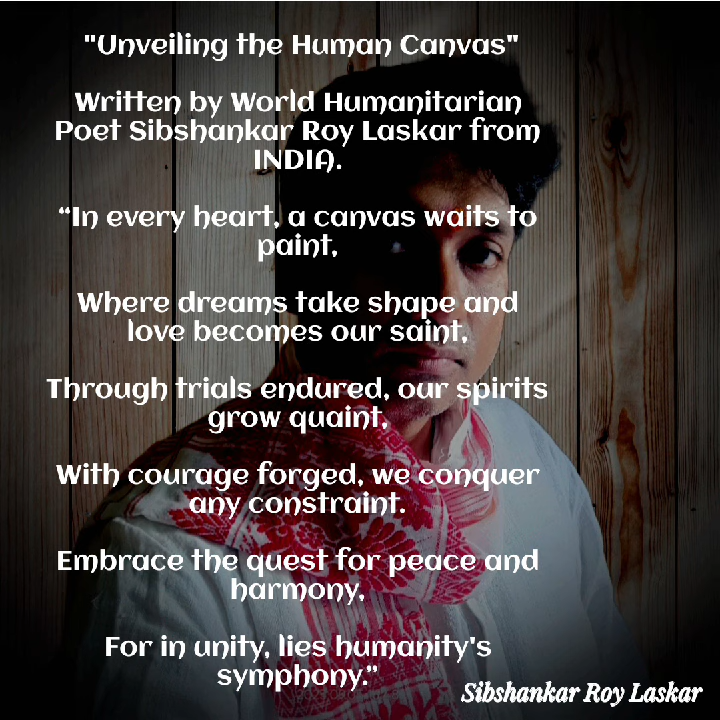 "Unveiling the Human Canvas"
Written by World Humanitarian
Poet Sibshankar Roy Laskar from
INDIA.
“In every heart, a canvas waits to
paint,
Where dreams take shape and
love becomes our saint,
Through trials endured, our spirits
grow quaint,
With courage forged, we conquer
any constraint.
Embrace the quest for peace and
harmony,
For in unity, lies humanity's
symphony.”
Sibshankar Roy Laskar